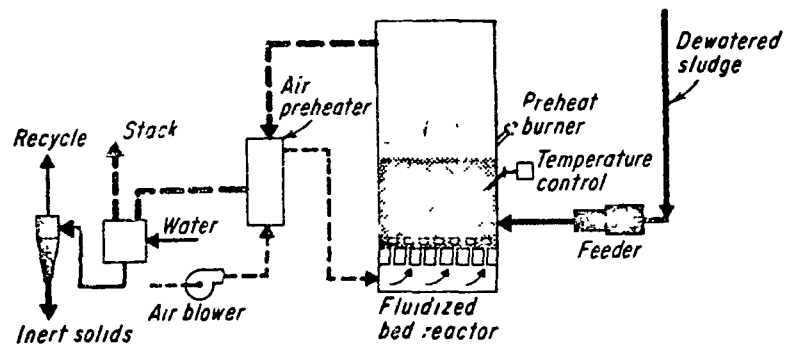 Dewatered
sludge
Air
preheater
Preheat
burner
Recycle
Stack
Temperature
control
Water
Feeder
Air blower
Fluidized
bed reactor
Inert solids